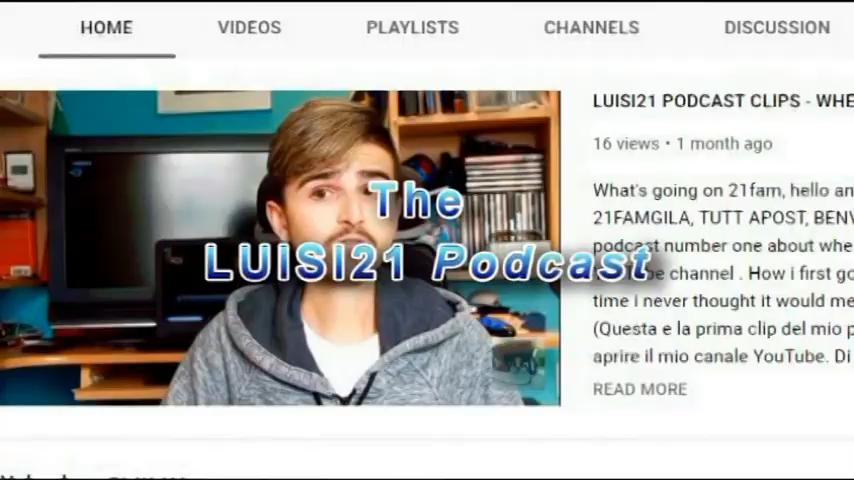 HOME VIDEOS PLAYLISTS CHANNELS DISCUSSION
LUISI21 PODCAST CLIPS - WHE
16 views • 1 month ago
What's going on 21fam, hello an
21FAMGILA, TUTT APOST, BENV
podcast number one about whe
be channel . How i first go
time i never thought it would me
(Questa e la prima clip del mio p
aprire il mio canale YouTube. Di
READ MORE
The
LUISI21 Podcast